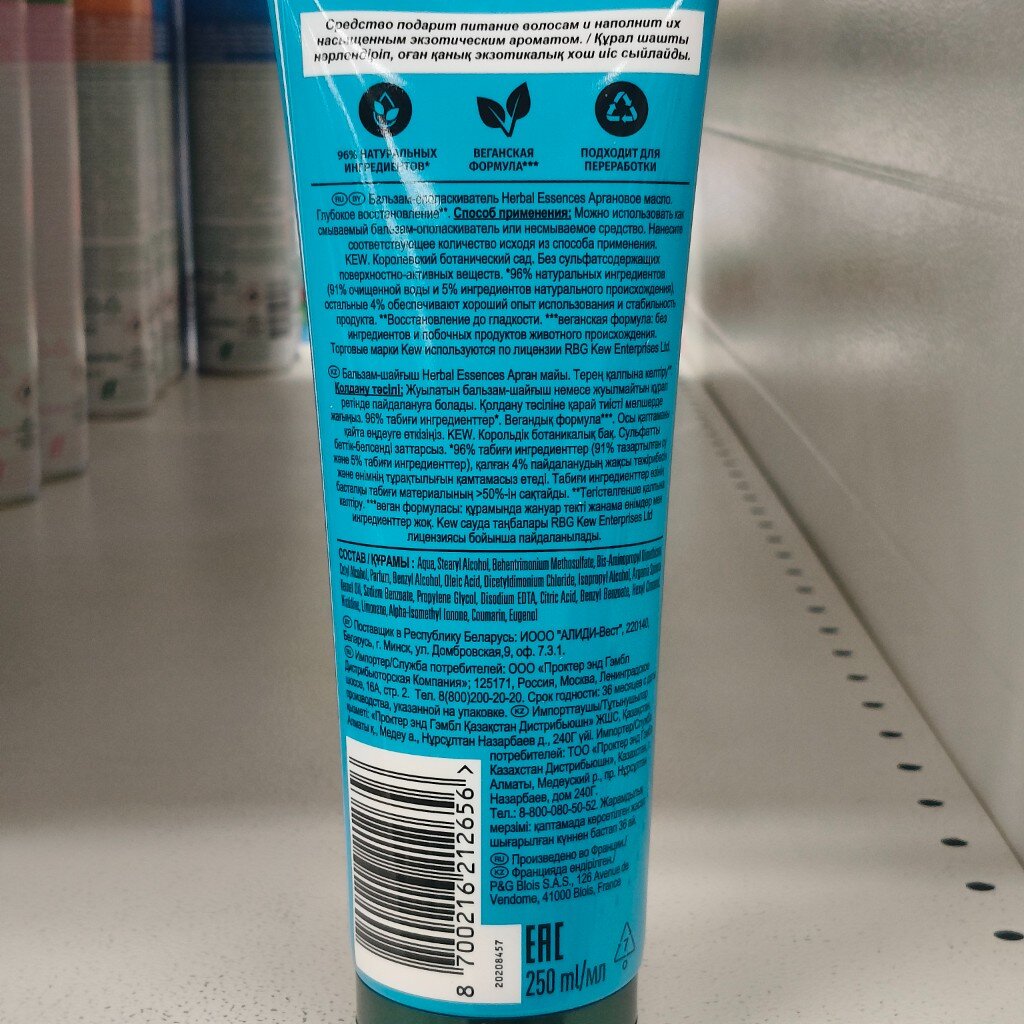 Средство подарит питание волосам и наполнит их
насыщенным экзотическим ароматом. / Құрал шашты
нәрлендіріп, оған қанық экзотикалық хош иіс сыйлайды.
96% НАТУРАЛЬНЫХ
ИНГРЕДИЕНТОВ*
ВЕГАНСКАЯ
ФОРМУЛА***
ПОДХОДИТ ДЛЯ
ПЕРЕРАБОТКИ
RU BY Бальзам-ополаскиватель Herbal Essences Аргановое масло.
Глубокое восстановление**. Способ применения: Можно использовать как
смываемый бальзам-ополаскиватель или несмываемое средство. Нанесите
соответствующее количество исходя из способа применения.
KEW. Королевский ботанический сад. Без сульфатсодержащих
поверхностно-активных веществ. *96% натуральных ингредиентов
(91% очищенной воды и 5% ингредиентов натурального происхождения),
остальные 4% обеспечивают хороший опыт использования и стабильность
продукта. **Восстановление до гладкости. ***веганская формула: без
ингредиентов и побочных продуктов животного происхождения.
Торговые марки Kew используются по лицензии RBG Kew Enterprises Ltd.
KZ Бальзам-шайғыш Herbal Essences Арган майы. Терең қалпына келтіру**
Қолдану тәсілі: Жуылатын бальзам-шайғыш немесе жуылмайтын құрал
ретінде пайдалануға болады. Қолдану тәсіліне қарай тиісті мөлшерде
жағыңыз. 96% табиғи ингредиенттер*. Вегандық формула***. Осы қаптаманы
қайта өңдеуге өткізіңіз. KEW. Корольдік ботаникалық бақ. Сульфатты
беттік-белсенді заттарсыз. *96% табиғи ингредиенттер (91% тазартылған су
және 5% табиғи ингредиенттер), қалған 4% пайдаланудың жақсы тәжірибесін
және өнімнің тұрақтылығын қамтамасыз етеді. Табиғи ингредиенттер өзінің
бастапқы табиғи материалының >50%-ін сақтайды. **Тегістелгенше қалпына
келтіру. ***веган формуласы: құрамында жануар текті жанама өнімдер мен
ингредиенттер жоқ. Kew сауда таңбалары RBG Kew Enterprises Ltd
лицензиясы бойынша пайдаланылады.
СОСТАВ / ҚҰРАМЫ : Aqua, Stearyl Alcohol, Behentrimonium Methosulfate, Bis-Aminopropyl Dimethicone,
Cetyl Alcohol, Parfum, Benzyl Alcohol, Oleic Acid, Dicetyldimonium Chloride, Isopropyl Alcohol, Argania Spinosa
Kernel Oil, Sodium Benzoate, Propylene Glycol, Disodium EDTA, Citric Acid, Benzyl Benzoate, Hexyl Cinnamal,
Histidine, Limonene, Alpha-Isomethyl Ionone, Coumarin, Eugenol
BY Поставщик в Республику Беларусь: ИООО "АЛИДИ-Вест", 220140,
Беларусь, г. Минск, ул. Домбровская,9, оф. 7.3.1.
RU Импортер/Служба потребителей: ООО «Проктер энд Гэмбл
Дистрибьюторская Компания»; 125171, Россия, Москва, Ленинградское
шоссе, 16А, стр. 2. Тел. 8(800)200-20-20. Срок годности: 36 месяцев с даты
производства, указанной на упаковке. KZ Импорттаушы/Тұтынушылар
қызметі: «Проктер энд Гэмбл Қазақстан Дистрибьюшн» ЖШС, Қазақстан,
Алматы қ., Медеу а., Нұрсұлтан Назарбаев д., 240Г үйі. Импортер/Служба
потребителей: ТОО «Проктер энд Гэмбл
Казахстан Дистрибьюшн», Казахстан, г.
Алматы, Медеуский р., пр. Нұрсұлтан
Назарбаев, дом 240Г.
Тел.: 8-800-080-50-52. Жарамдылық
мерзімі: қаптамада көрсетілген жасап
шығарылған күннен бастап 36 ай.
RU Произведено во Франции./
KZ Францияда өндірілген./
P&G Blois S.A.S., 126 Avenue de
Vendome, 41000 Blois, France
8 700216 212656 >
20208457
EAC
250 ml/мл
7
O